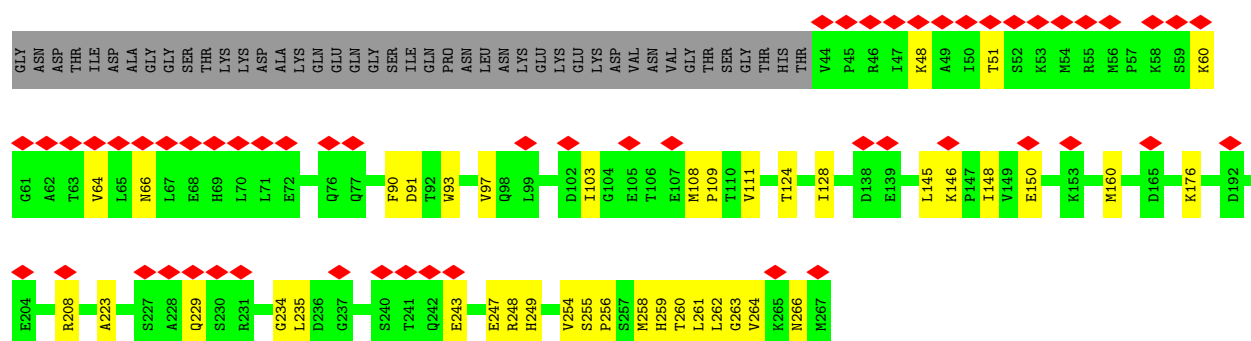 GLY ASN ASP THR ILE ASP ALA GLY GLY SER THR LYS LYS ASP ALA LYS GLN GLU GLN GLY SER ILE GLN PRO ASN LEU ASN LYS GLU LYS GLU LYS ASP VAL ASN VAL GLY THR SER GLY THR HIS THR V44 P45 R46 I47 K48 A49 I50 T51 S52 K53 M54 R55 M56 P57 K58 S59 K60
G61 A62 T63 V64 L65 N66 L67 E68 H69 L70 L71 E72 Q76 Q77 F90 D91 T92 W93 V97 Q98 L99 D102 I103 G104 E105 T106 E107 M108 P109 T110 V111 T124 I128 D138 E139 L145 K146 P147 I148 V149 E150 K153 M160 D165 K176 D192
E204 R208 A223 S227 A228 Q229 S230 R231 G234 L235 D236 G237 S240 T241 Q242 E243 E247 R248 H249 V254 S255 P256 S257 M258 H259 T260 L261 L262 G263 V264 K265 N266 M267